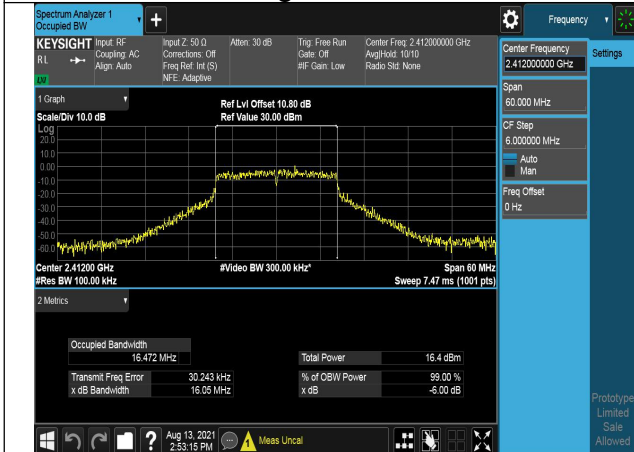 Spectrum Analyzer 1
Occupied BW
+
Frequency
KEYSIGHT
RL
LXI
Input: RF
Coupling: AC
Align: Auto
Input Z: 50 Ω
Corrections: Off
Freq Ref: Int (S)
NFE: Adaptive
Atten: 30 dB
Trig: Free Run
Gate: Off
#IF Gain: Low
Center Freq: 2.412000000 GHz
Avg|Hold: 10/10
Radio Std: None
Center Frequency
2.412000000 GHz
Settings
Span
60.000 MHz
CF Step
6.000000 MHz
Auto
Man
Freq Offset
0 Hz
1 Graph
Scale/Div 10.0 dB
Ref Lvl Offset 10.80 dB
Ref Value 30.00 dBm
Log
20.0
10.0
0.00
-10.0
-20.0
-30.0
-40.0
-50.0
-60.0
Center 2.41200 GHz
#Res BW 100.00 kHz
#Video BW 300.00 kHz*
Span 60 MHz
Sweep 7.47 ms (1001 pts)
2 Metrics
Occupied Bandwidth
16.472 MHz
Total Power 16.4 dBm
Transmit Freq Error 30.243 kHz
% of OBW Power 99.00 %
x dB Bandwidth 16.05 MHz
x dB -6.00 dB
Prototype
Limited
Sale
Allowed
?
Aug 13, 2021
2:53:15 PM
Meas Uncal